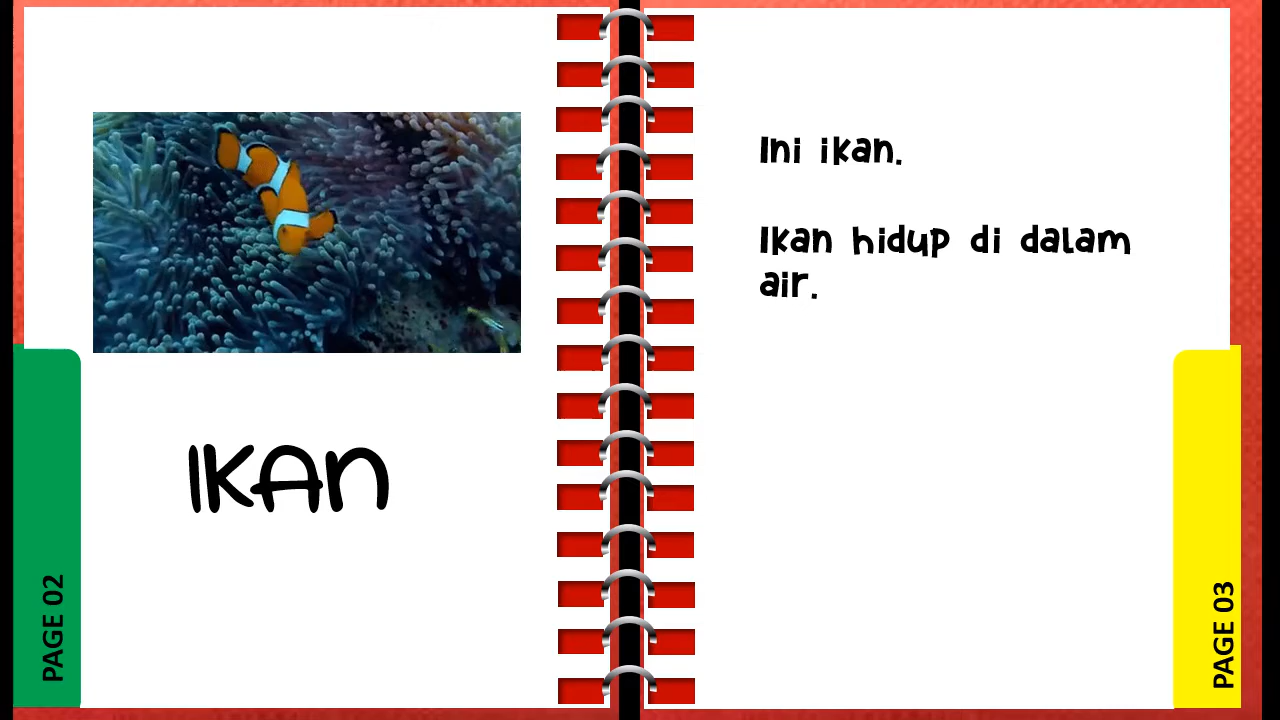 IKAN
PAGE 02
Ini ikan.
Ikan hidup di dalam
air.
PAGE 03